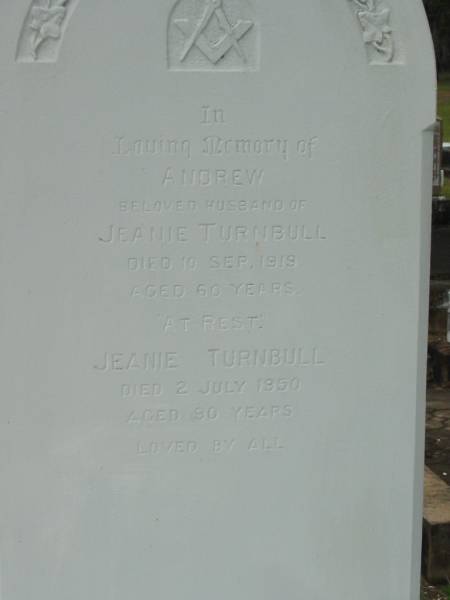 In
Loving Memory of
ANDREW
BELOVED HUSBAND OF
JEANIE TURNBULL
DIED 10 SEP. 1919
AGED 60 YEARS.
"AT REST."
JEANIE TURNBULL
DIED 2 JULY 1950
AGED 90 YEARS
LOVED BY ALL